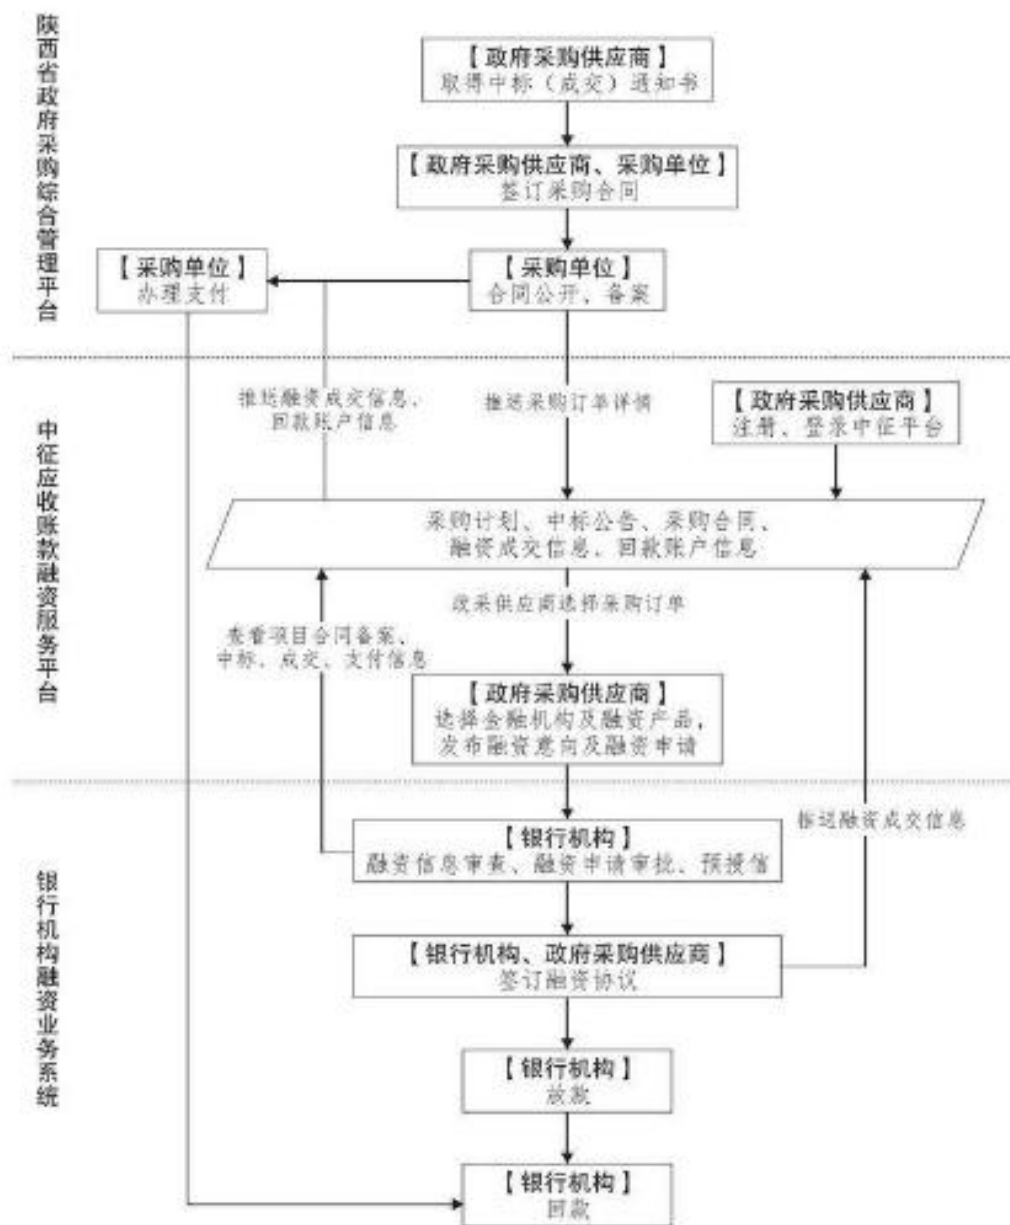 陕西省政府采购综合管理平台
【政府采购供应商】
取得中标（成交）通知书
【政府采购供应商、采购单位】
签订采购合同
【采购单位】
办理支付
【采购单位】
合同公开、备案
中征应收账款融资服务平台
推送融资成交信息、
回款账户信息
推送采购订单详情
【政府采购供应商】
注册、登录中征平台
采购计划、中标公告、采购合同、
融资成交信息、回款账户信息
政采供应商选择采购订单
查看项目合同备案、
中标、成交、支付信息
【政府采购供应商】
选择金融机构及融资产品，
发布融资意向及融资申请
银行机构融资业务系统
推送融资成交信息
【银行机构】
融资信息审查、融资申请审批、预授信
【银行机构、政府采购供应商】
签订融资协议
【银行机构】
放款
【银行机构】
回款